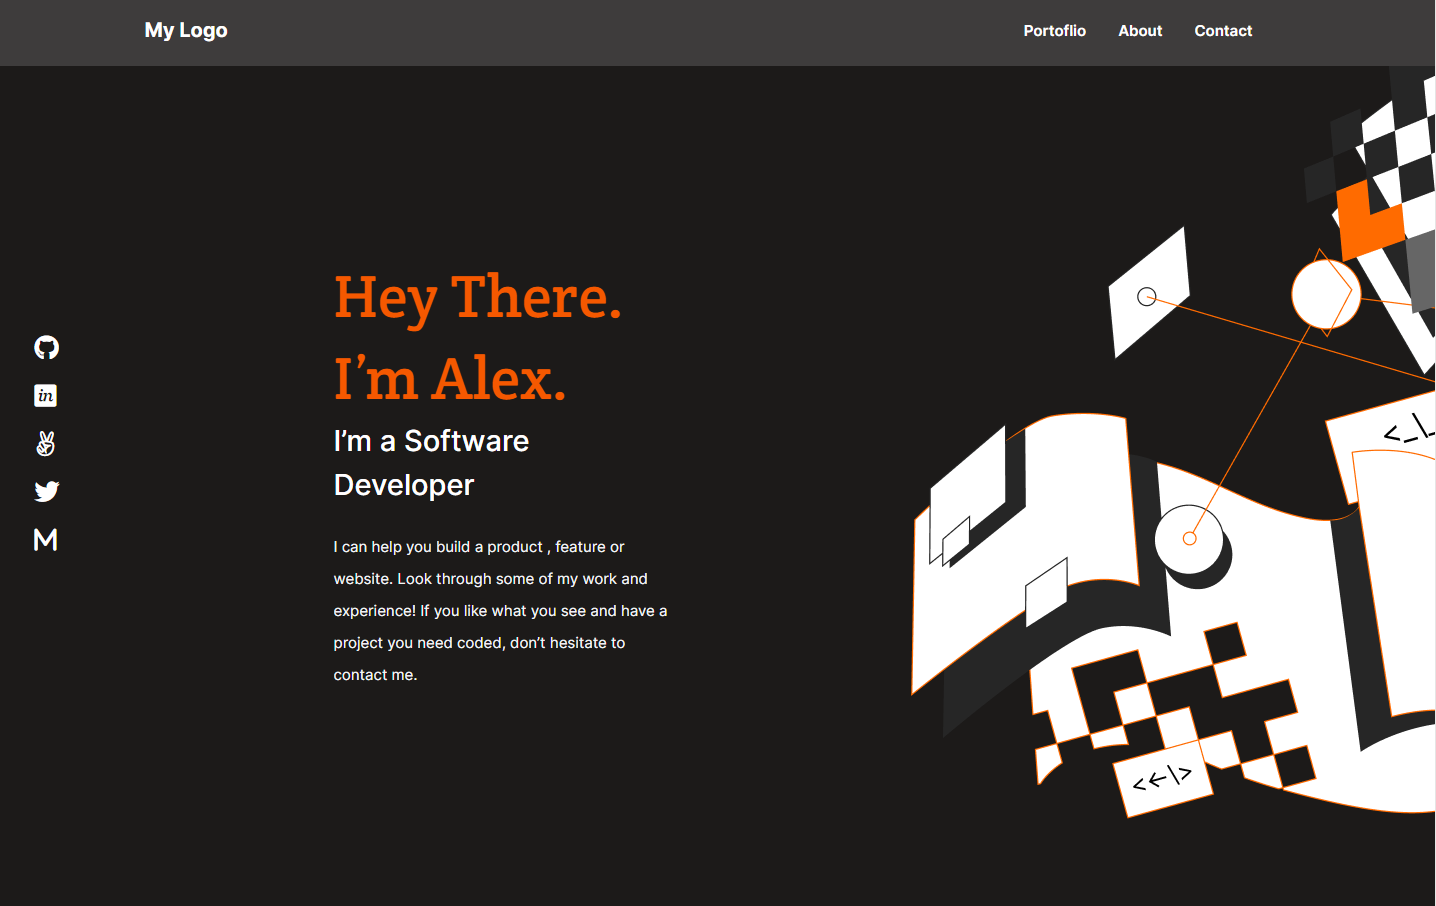 My Logo
Portoflio
About
Contact
Hey There.
I’m Alex.
I’m a Software
Developer
I can help you build a product , feature or
website. Look through some of my work and
experience! If you like what you see and have a
project you need coded, don’t hesitate to
contact me.
in
M
<_\_
<←\>